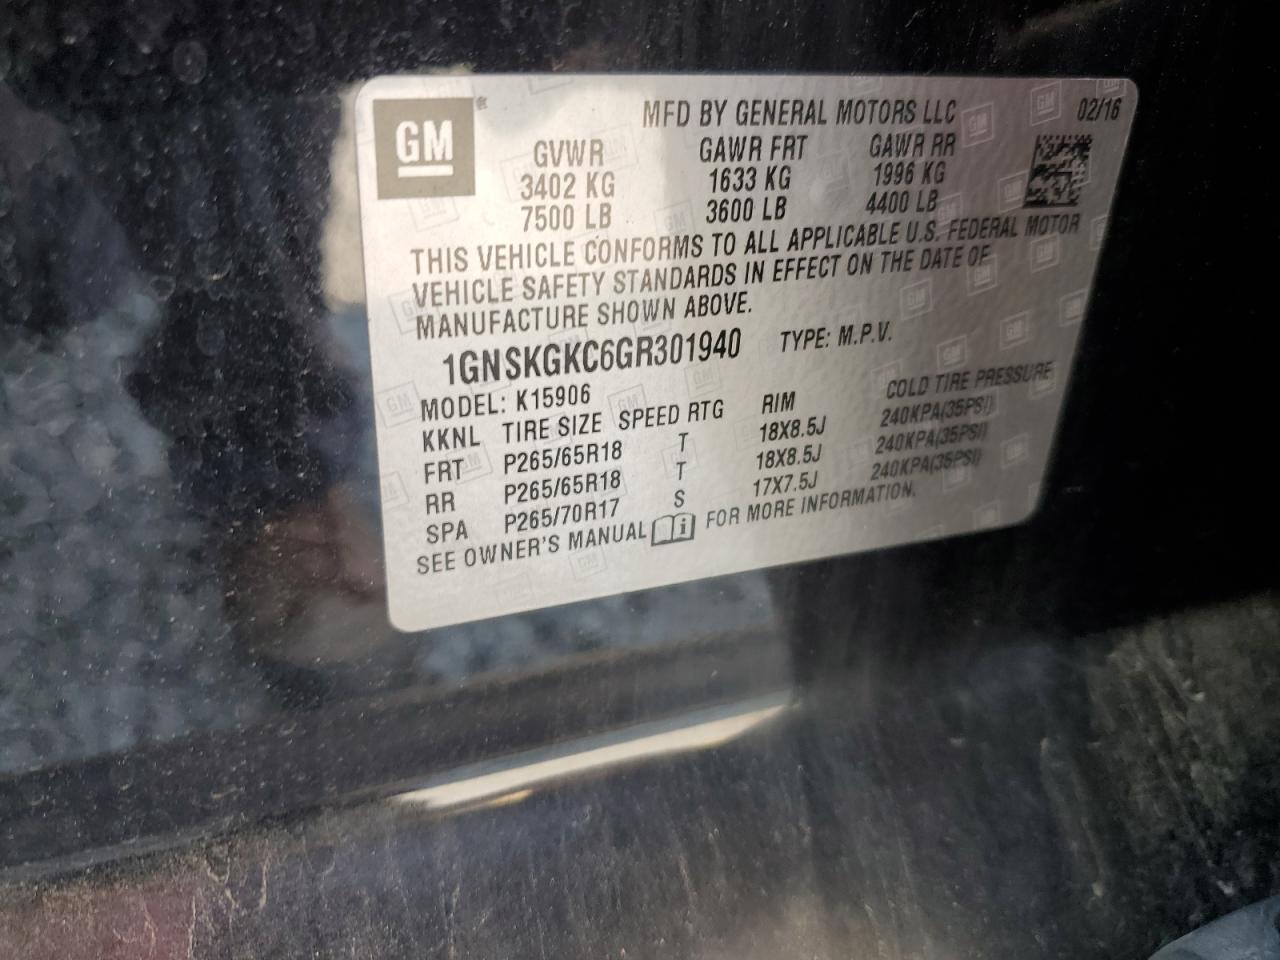 GM ® MFD BY GENERAL MOTORS LLC 02/16
GVWR GAWR FRT GAWR RR
3402 KG 1633 KG 1996 KG
7500 LB 3600 LB 4400 LB
THIS VEHICLE CONFORMS TO ALL APPLICABLE U.S. FEDERAL MOTOR
VEHICLE SAFETY STANDARDS IN EFFECT ON THE DATE OF
MANUFACTURE SHOWN ABOVE.
1GNSKGKC6GR301940 TYPE: M.P.V.
MODEL: K15906
KKNL TIRE SIZE SPEED RTG RIM COLD TIRE PRESSURE
FRT P265/65R18 T 18X8.5J 240KPA(35PSI)
RR P265/65R18 T 18X8.5J 240KPA(35PSI)
SPA P265/70R17 S 17X7.5J 240KPA(35PSI)
SEE OWNER'S MANUAL FOR MORE INFORMATION.